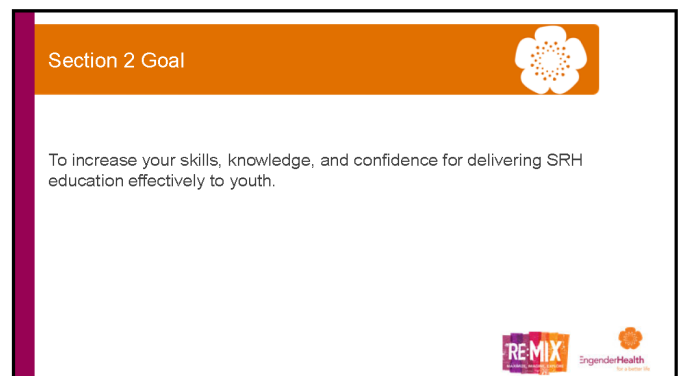 Section 2 Goal
To increase your skills, knowledge, and confidence for delivering SRH
education effectively to youth.
RE:MIX
EngenderHealth
for a better life